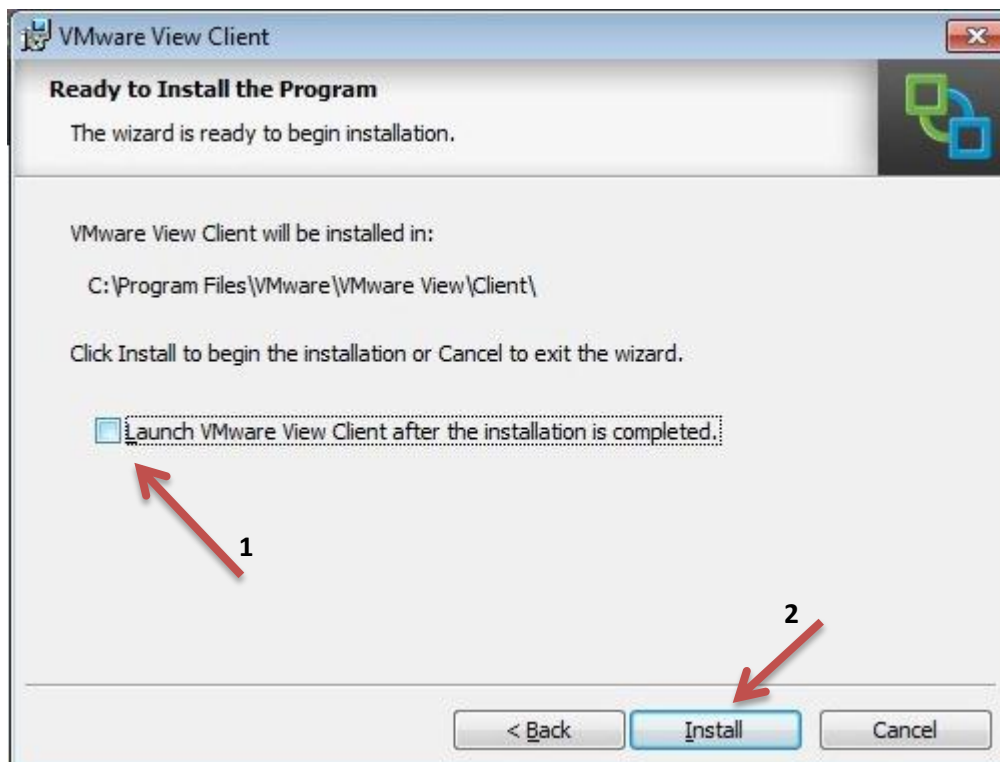 VMware View Client
Ready to Install the Program
The wizard is ready to begin installation.
VMware View Client will be installed in:
C:\Program Files\VMware\VMware View\Client\
Click Install to begin the installation or Cancel to exit the wizard.
Launch VMware View Client after the installation is completed.
1
2
< Back Install Cancel